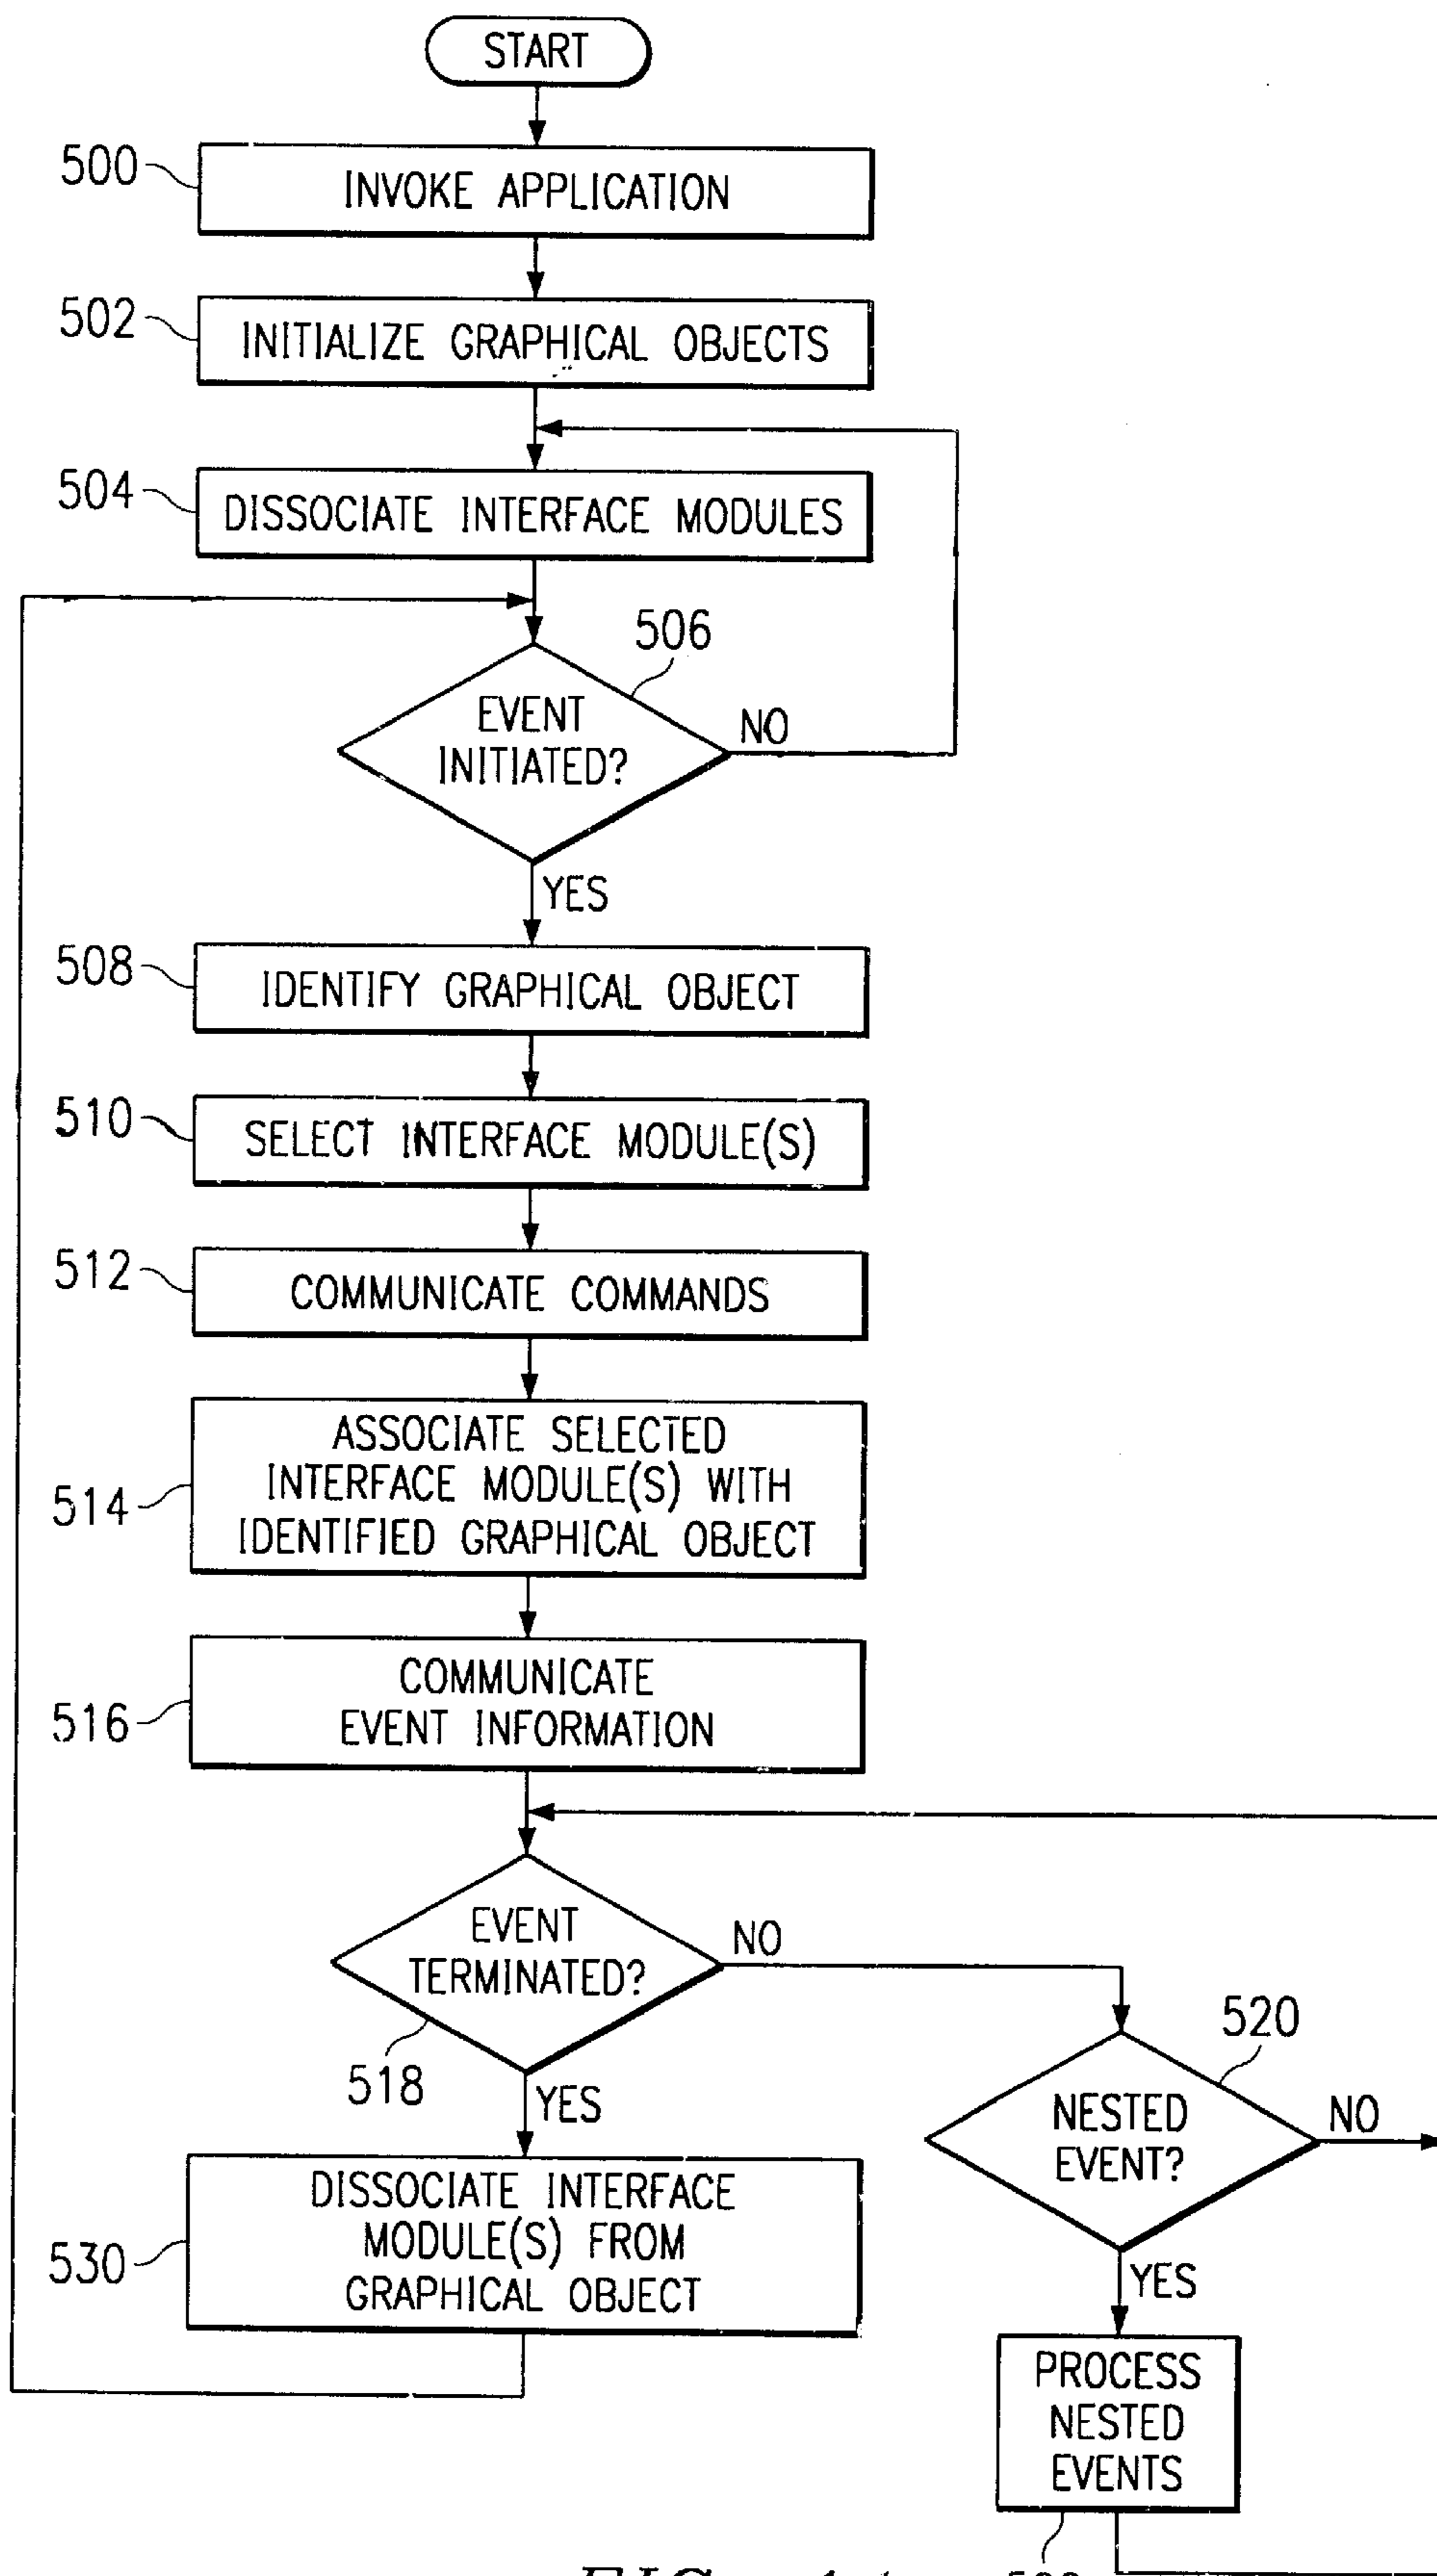 START
500
INVOKE APPLICATION
502
INITIALIZE GRAPHICAL OBJECTS
504
DISSOCIATE INTERFACE MODULES
506
EVENT
INITIATED?
NO
YES
508
IDENTIFY GRAPHICAL OBJECT
510
SELECT INTERFACE MODULE(S)
512
COMMUNICATE COMMANDS
514
ASSOCIATE SELECTED
INTERFACE MODULE(S) WITH
IDENTIFIED GRAPHICAL OBJECT
516
COMMUNICATE
EVENT INFORMATION
EVENT
TERMINATED?
NO
518
YES
520
NESTED
EVENT?
NO
YES
530
DISSOCIATE INTERFACE
MODULE(S) FROM
GRAPHICAL OBJECT
PROCESS
NESTED
EVENTS